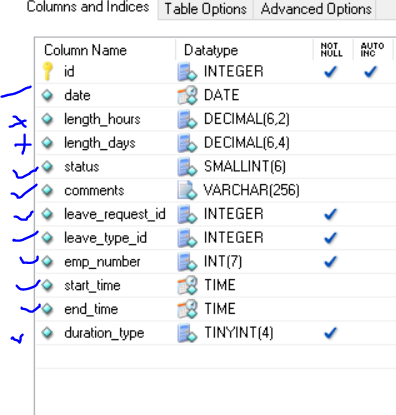 Columns and Indices Table Options Advanced Options
Column Name Datatype NOT NULL AUTO INC
id INTEGER
date DATE
length_hours DECIMAL(6,2)
length_days DECIMAL(6,4)
status SMALLINT(6)
comments VARCHAR(256)
leave_request_id INTEGER
leave_type_id INTEGER
emp_number INT(7)
start_time TIME
end_time TIME
duration_type TINYINT(4)